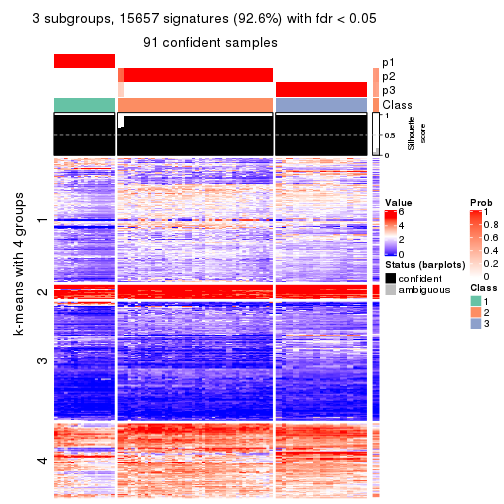 3 subgroups, 15657 signatures (92.6%) with fdr < 0.05
91 confident samples
p1
p2
p3
Class
1
0.5
0
Silhouette
score
k-means with 4 groups
1
2
3
4
Value
6
4
2
0
Status (barplots)
confident
ambiguous
Prob
1
0.8
0.6
0.4
0.2
0
Class
1
2
3